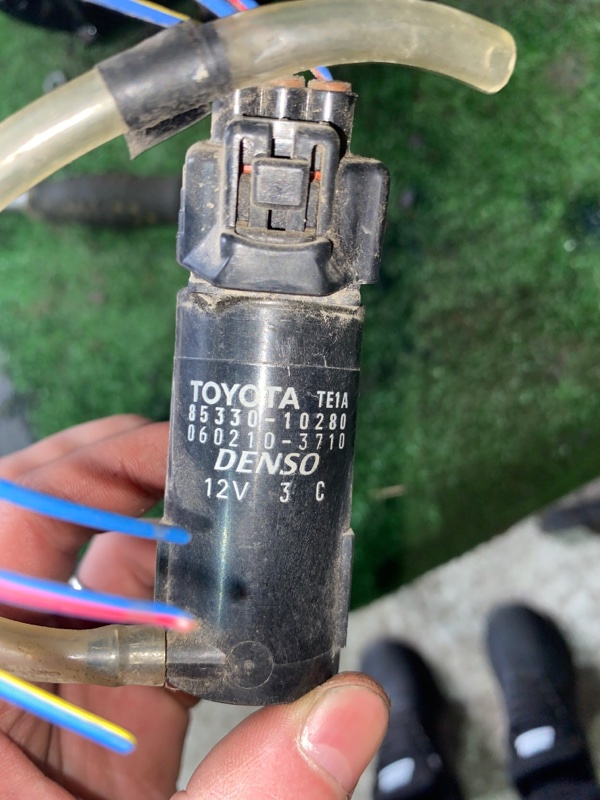 TOYOTA TE1A
85330-10280
060210-3710
DENSO
12V 3 C